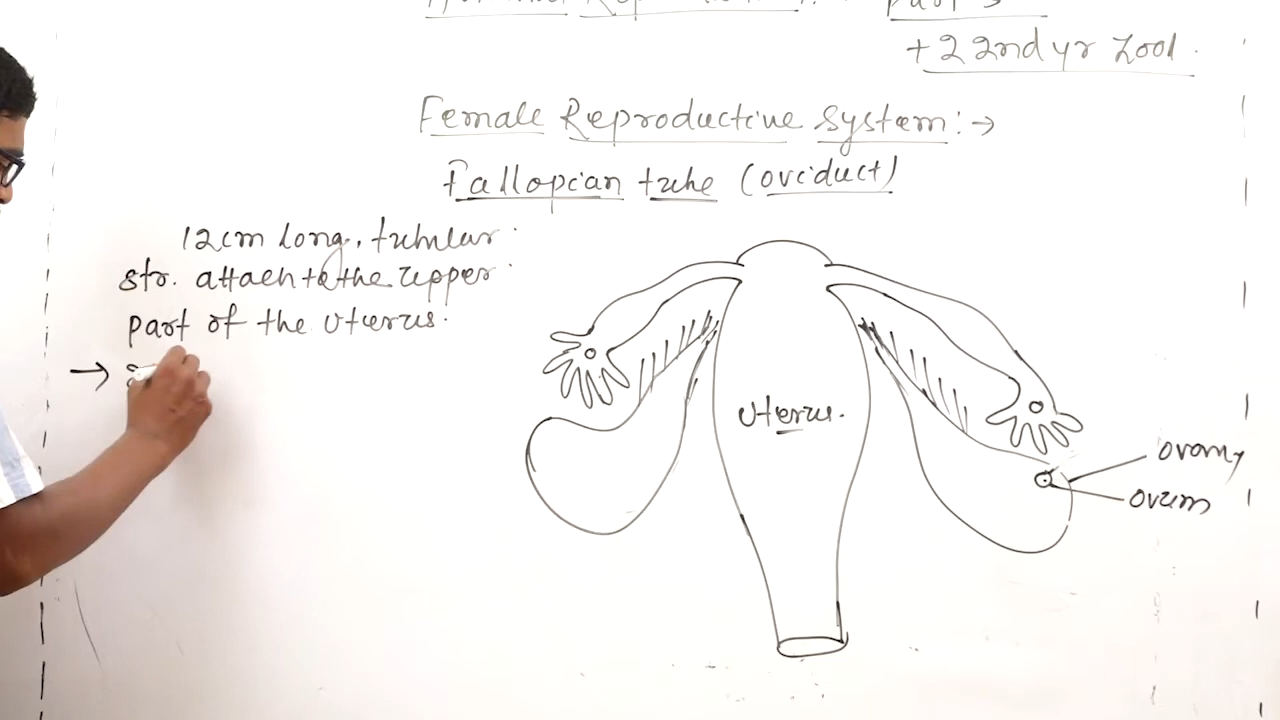 +2 2nd yr Zool.
Female Reproductive System:→
Fallopian tube (oviduct)
12cm long, tubular
str. attach to the upper
part of the Uterus.
→
Uterus.
ovary
ovum